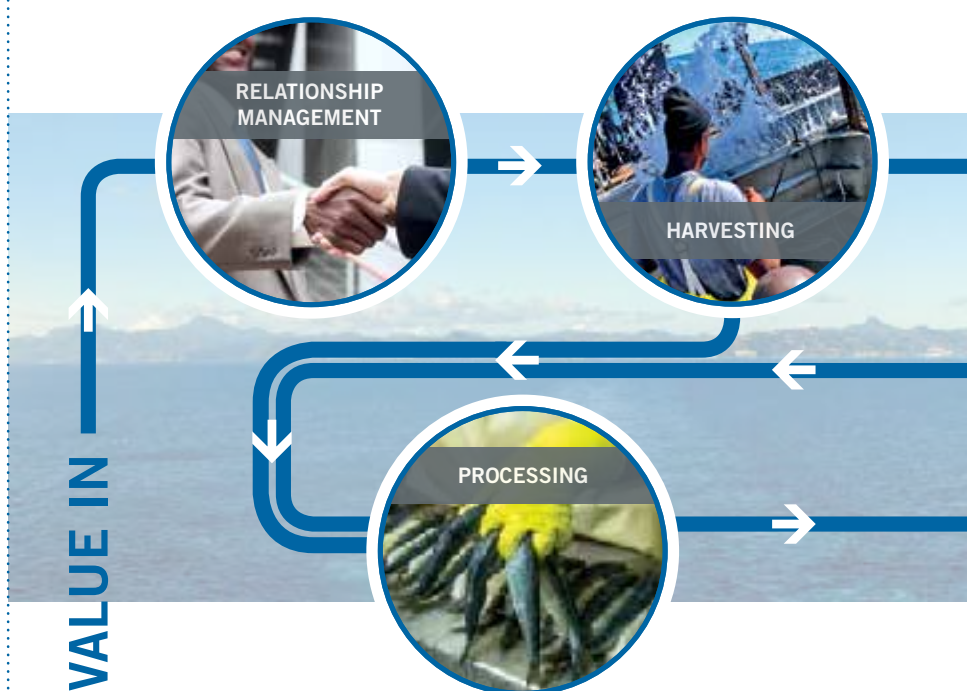 RELATIONSHIP
MANAGEMENT
HARVESTING
PROCESSING
VALUE IN